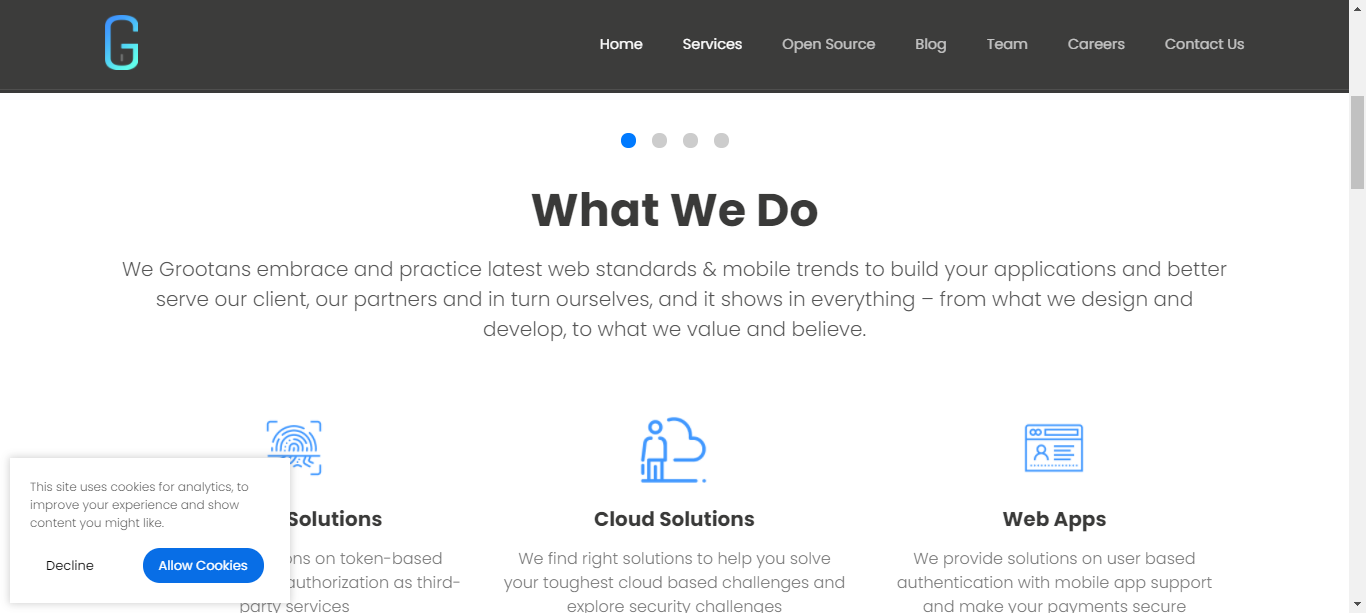 G
Home Services Open Source Blog Team Careers Contact Us
What We Do
We Grootans embrace and practice latest web standards & mobile trends to build your applications and better
serve our client, our partners and in turn ourselves, and it shows in everything – from what we design and
develop, to what we value and believe.
Solutions
ons on token-based
authorization as third-
party services
Cloud Solutions
We find right solutions to help you solve
your toughest cloud based challenges and
explore security challenges
Web Apps
We provide solutions on user based
authentication with mobile app support
and make your payments secure
This site uses cookies for analytics, to
improve your experience and show
content you might like.
Decline Allow Cookies